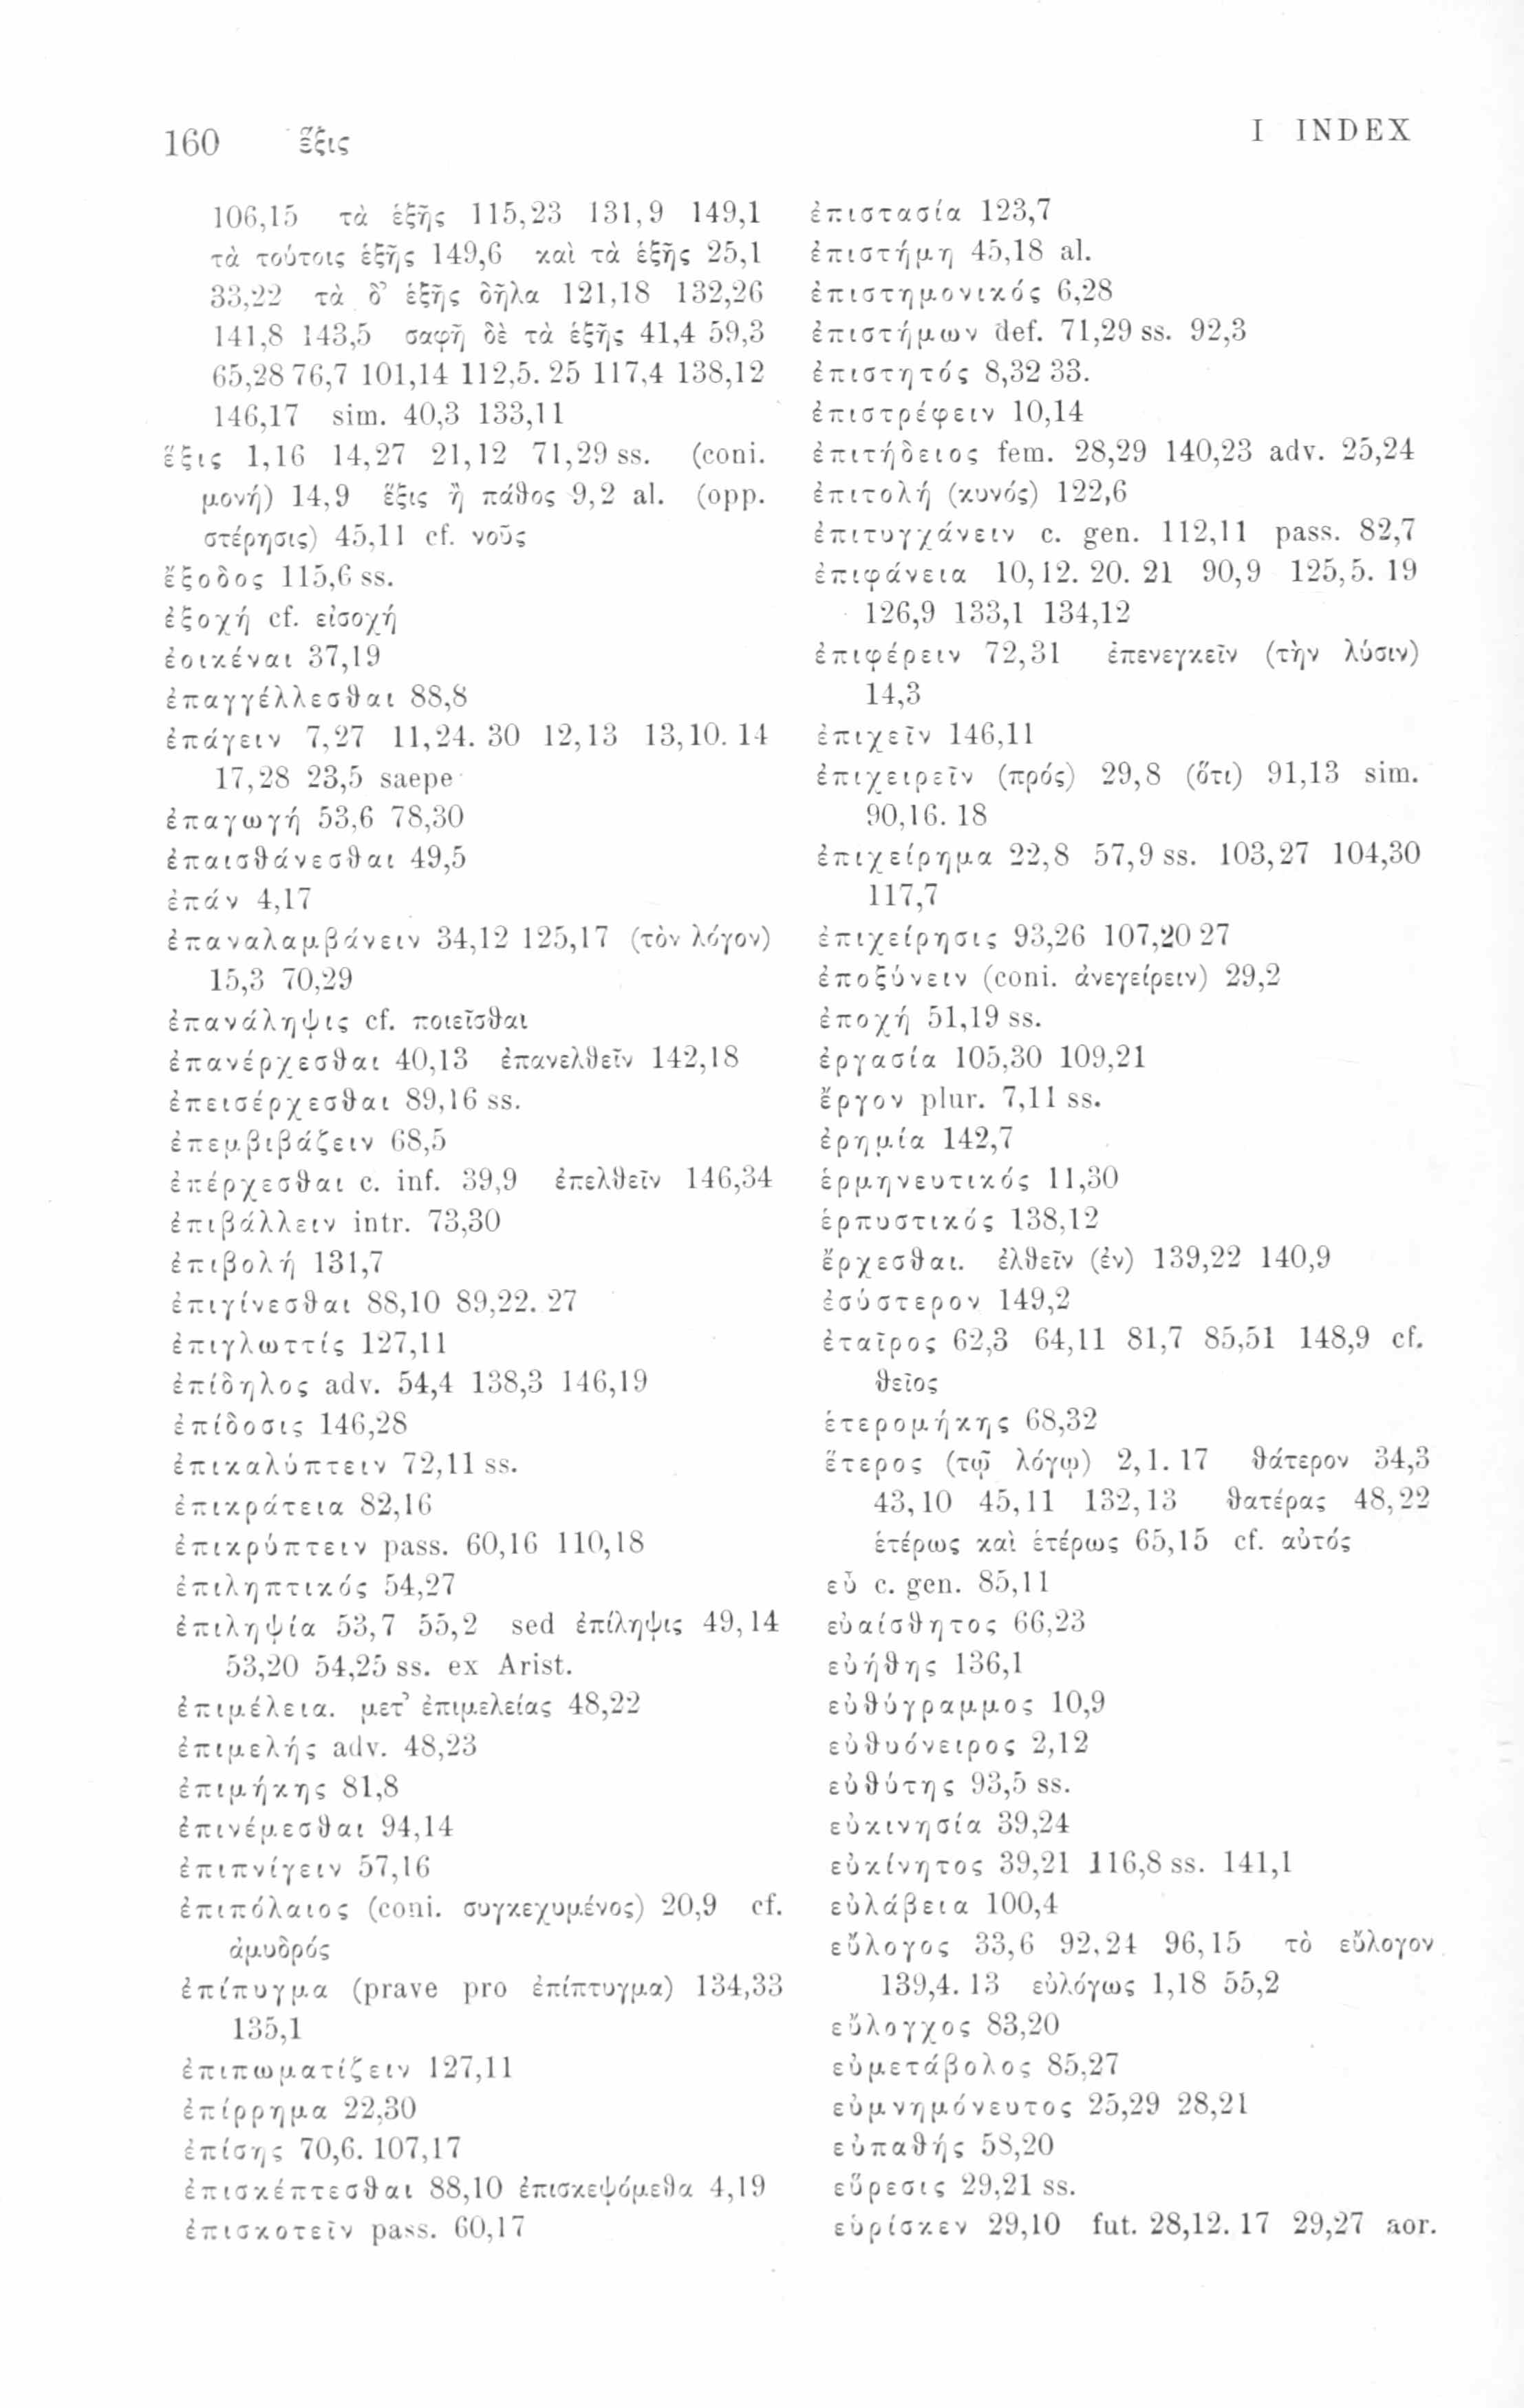 160 ἕξις I INDEX
106,15 τὰ ἑξῆς 115,23 131,9 149,1
τὰ τούτοις ἑξῆς 149,6 καὶ τὰ ἑξῆς 25,1
33,22 τὰ δ’ ἑξῆς δῆλα 121,18 132,26
141,8 143,5 σαφῆ δὲ τὰ ἑξῆς 41,4 59,3
65,28 76,7 101,14 112,5. 25 117,4 138,12
146,17 sim. 40,3 133,11
ἕξις 1,16 14,27 21,12 71,29 ss. (coni.
μονή) 14,9 ἕξις ἢ πάθος 9,2 al. (opp.
στέρησις) 45,11 cf. νοῦς
ἔξοδος 115,6 ss.
ἐξοχή cf. εἰσοχή
ἐοικέναι 37,19
ἐπαγγέλλεσθαι 88,8
ἐπάγειν 7,27 11,24. 30 12,13 13,10. 14
17,28 23,5 saepe
ἐπαγωγή 53,6 78,30
ἐπαισθάνεσθαι 49,5
ἐπάν 4,17
ἐπαναλαμβάνειν 34,12 125,17 (τὸν λόγον)
15,3 70,29
ἐπανάληψις cf. ποιεῖσθαι
ἐπανέρχεσθαι 40,13 ἐπανελθεῖν 142,18
ἐπεισέρχεσθαι 89,16 ss.
ἐπεμβιβάζειν 68,5
ἐπέρχεσθαι c. inf. 39,9 ἐπελθεῖν 146,34
ἐπιβάλλειν intr. 73,30
ἐπιβολή 131,7
ἐπιγίνεσθαι 88,10 89,22. 27
ἐπιγλωττίς 127,11
ἐπίδηλος adv. 54,4 138,3 146,19
ἐπίδοσις 146,28
ἐπικαλύπτειν 72,11 ss.
ἐπικράτεια 82,16
ἐπικρύπτειν pass. 60,16 110,18
ἐπιληπτικός 54,27
ἐπιληψία 53,7 55,2 sed ἐπίληψις 49,14
53,20 54,25 ss. ex Arist.
ἐπιμέλεια. μετ’ ἐπιμελείας 48,22
ἐπιμελής adv. 48,23
ἐπιμήκης 81,8
ἐπινέμεσθαι 94,14
ἐπιπνίγειν 57,16
ἐπιπόλαιος (coni. συγκεχυμένος) 20,9 cf.
ἀμυδρός
ἐπίπυγμα (prave pro ἐπίπτυγμα) 134,33
135,1
ἐπιπωματίζειν 127,11
ἐπίρρημα 22,30
ἐπίσης 70,6. 107,17
ἐπισκέπτεσθαι 88,10 ἐπισκεψόμεθα 4,19
ἐπισκοτεῖν pass. 60,17
ἐπιστασία 123,7
ἐπιστήμη 45,18 al.
ἐπιστημονικός 6,28
ἐπιστήμων def. 71,29 ss. 92,3
ἐπιστητός 8,32 33.
ἐπιστρέφειν 10,14
ἐπιτήδειος fem. 28,29 140,23 adv. 25,24
ἐπιτολή (κυνός) 122,6
ἐπιτυγχάνειν c. gen. 112,11 pass. 82,7
ἐπιφάνεια 10,12. 20. 21 90,9 125,5. 19
126,9 133,1 134,12
ἐπιφέρειν 72,31 ἐπενεγκεῖν (τὴν λύσιν)
14,3
ἐπιχεῖν 146,11
ἐπιχειρεῖν (πρός) 29,8 (ὅτι) 91,13 sim.
90,16. 18
ἐπιχείρημα 22,8 57,9 ss. 103,27 104,30
117,7
ἐπιχείρησις 93,26 107,20 27
ἐποξύνειν (coni. ἀνεγείρειν) 29,2
ἐποχή 51,19 ss.
ἐργασία 105,30 109,21
ἔργον plur. 7,11 ss.
ἐρημία 142,7
ἑρμηνευτικός 11,30
ἑρπυστικός 138,12
ἔρχεσθαι. ἐλθεῖν (ἐν) 139,22 140,9
ἐσύστερον 149,2
ἑταῖρος 62,3 64,11 81,7 85,51 148,9 cf.
θεῖος
ἑτερομήκης 68,32
ἕτερος (τῷ λόγῳ) 2,1. 17 θάτερον 34,3
43,10 45,11 132,13 θατέρας 48,22
ἑτέρως καὶ ἑτέρως 65,15 cf. αὐτός
εὖ c. gen. 85,11
εὐαίσθητος 66,23
εὐήθης 136,1
εὐθύγραμμος 10,9
εὐθυόνειρος 2,12
εὐθύτης 93,5 ss.
εὐκινησία 39,24
εὐκίνητος 39,21 116,8 ss. 141,1
εὐλάβεια 100,4
εὔλογος 33,6 92,24 96,15 τὸ εὔλογον
139,4. 13 εὐλόγως 1,18 55,2
εὔλογχος 83,20
εὐμετάβολος 85,27
εὐμνημόνευτος 25,29 28,21
εὐπαθής 58,20
εὕρεσις 29,21 ss.
εὑρίσκεν 29,10 fut. 28,12. 17 29,27 aor.